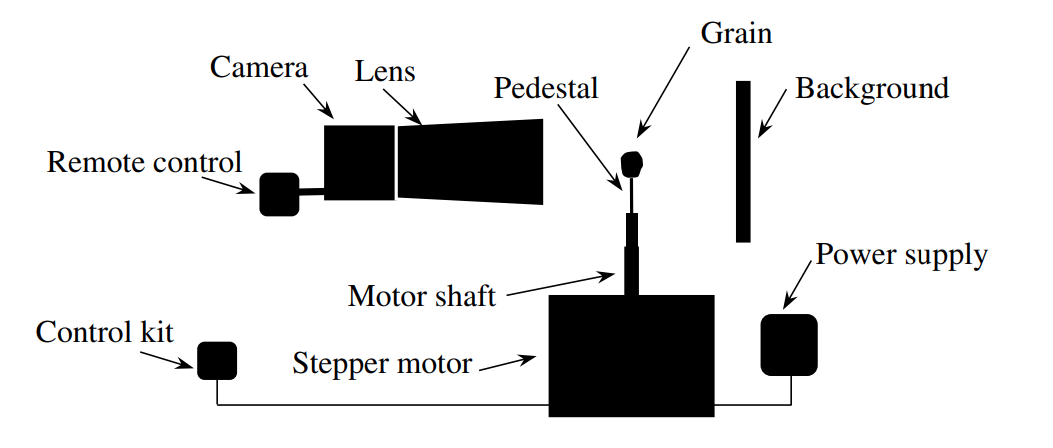 Grain
Camera
Lens
Pedestal
Background
Remote control
Power supply
Motor shaft
Control kit
Stepper motor